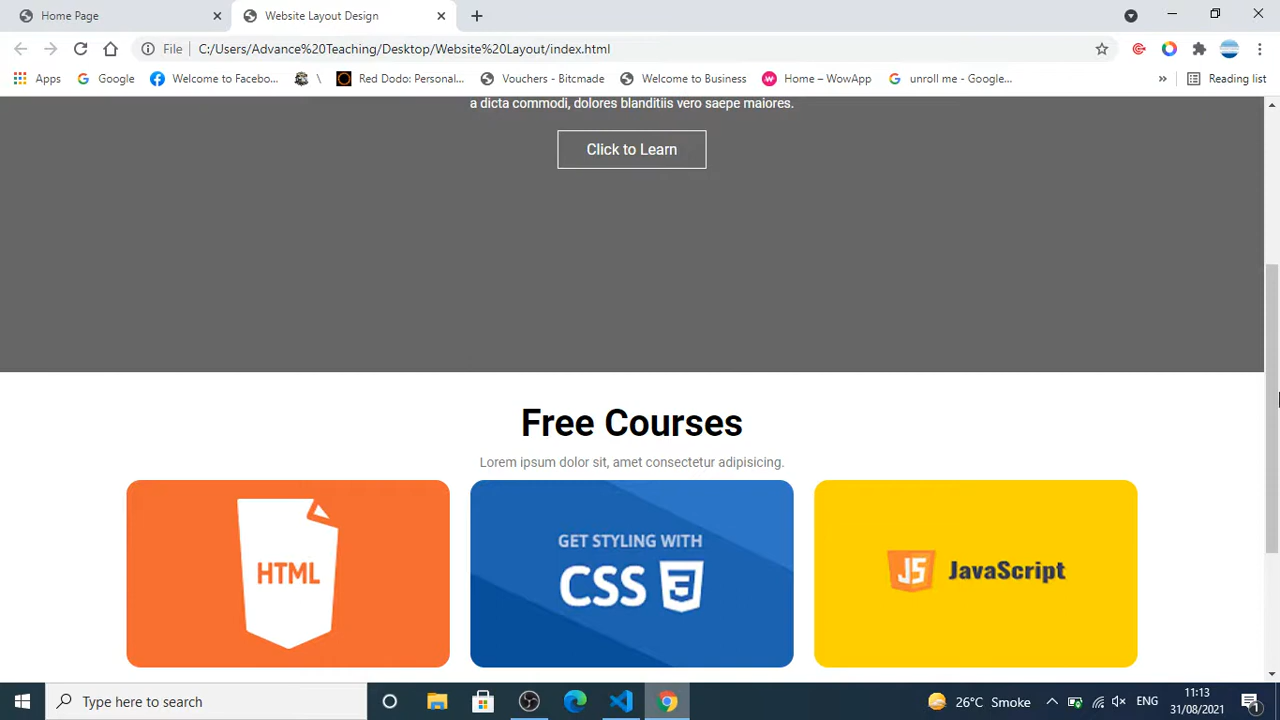 Home Page
Website Layout Design
File
C:/Users/Advance%20Teaching/Desktop/Website%20Layout/index.html
Apps
Google
Welcome to Facebo...
\
Red Dodo: Personal...
Vouchers - Bitcmade
Welcome to Business
Home – WowApp
unroll me - Google...
»
Reading list
a dicta commodi, dolores blanditiis vero saepe maiores.
Click to Learn
Free Courses
Lorem ipsum dolor sit, amet consectetur adipisicing.
HTML
GET STYLING WITH
CSS 3
JS JavaScript
Type here to search
26°C Smoke
ENG
11:13
31/08/2021
1